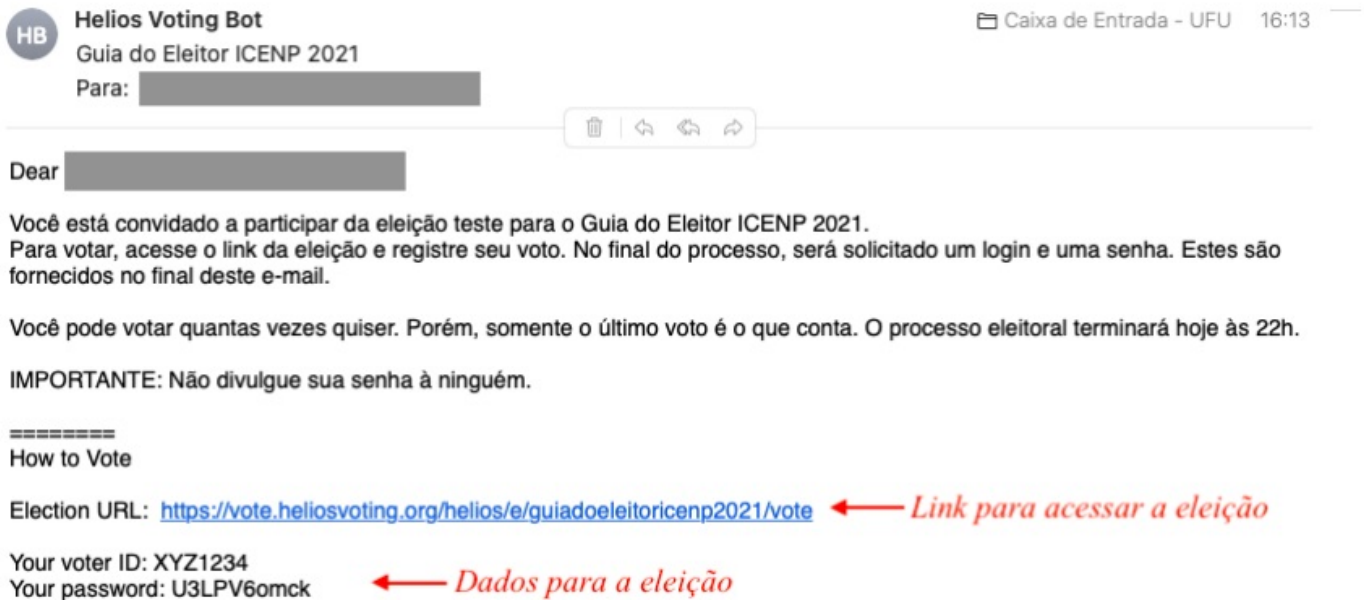 HB
Helios Voting Bot
Caixa de Entrada - UFU 16:13
Guia do Eleitor ICENP 2021
Para:
Dear
Você está convidado a participar da eleição teste para o Guia do Eleitor ICENP 2021.
Para votar, acesse o link da eleição e registre seu voto. No final do processo, será solicitado um login e uma senha. Estes são
fornecidos no final deste e-mail.
Você pode votar quantas vezes quiser. Porém, somente o último voto é o que conta. O processo eleitoral terminará hoje às 22h.
IMPORTANTE: Não divulgue sua senha à ninguém.
========
How to Vote
Election URL: https://vote.heliosvoting.org/helios/e/guiadoeleitoricenp2021/vote Link para acessar a eleição
Your voter ID: XYZ1234
Your password: U3LPV6omck Dados para a eleição